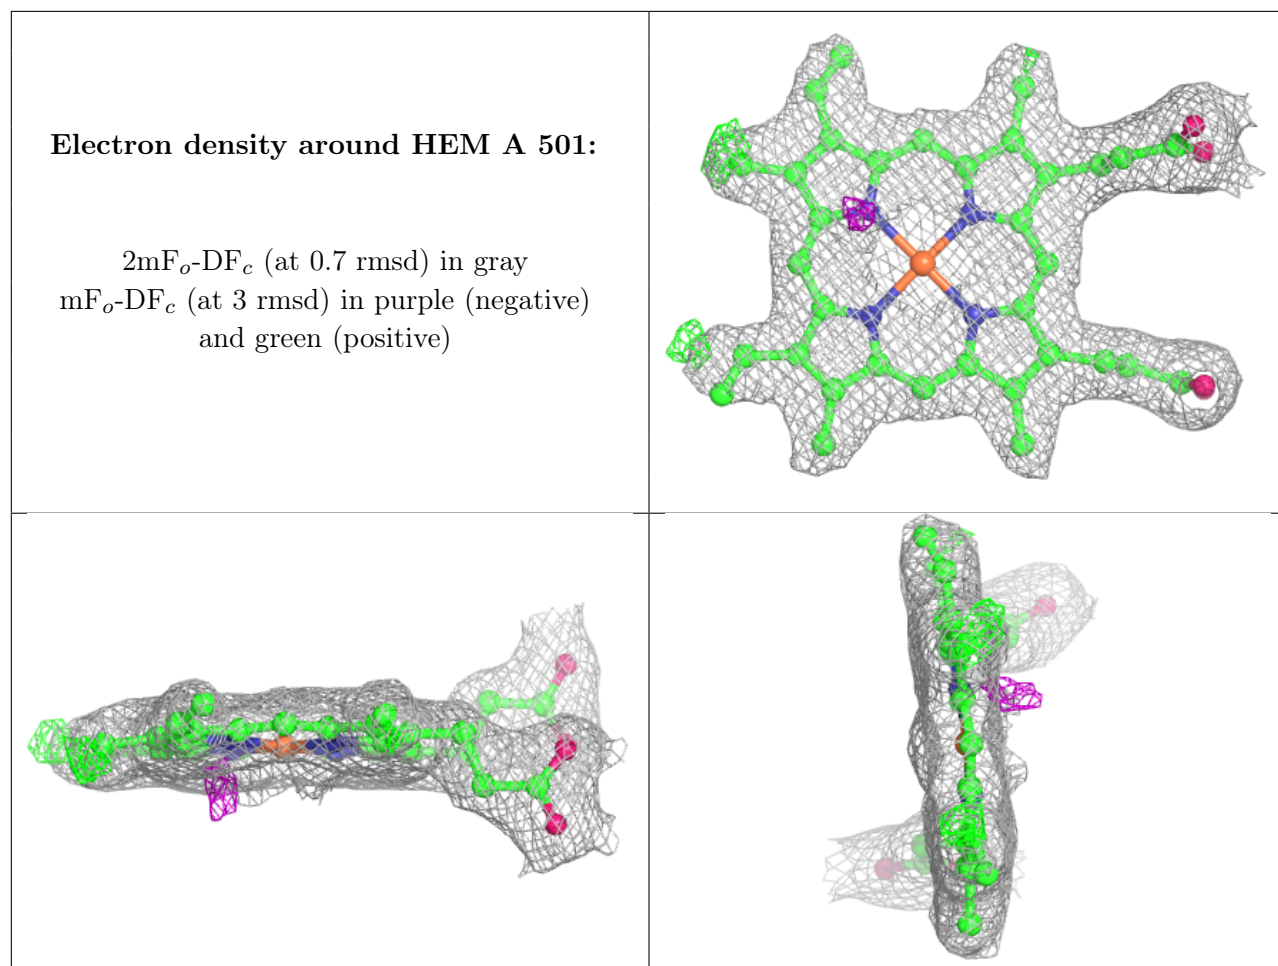 Electron density around HEM A 501:
2mFo-DFc (at 0.7 rmsd) in gray
mFo-DFc (at 3 rmsd) in purple (negative)
and green (positive)